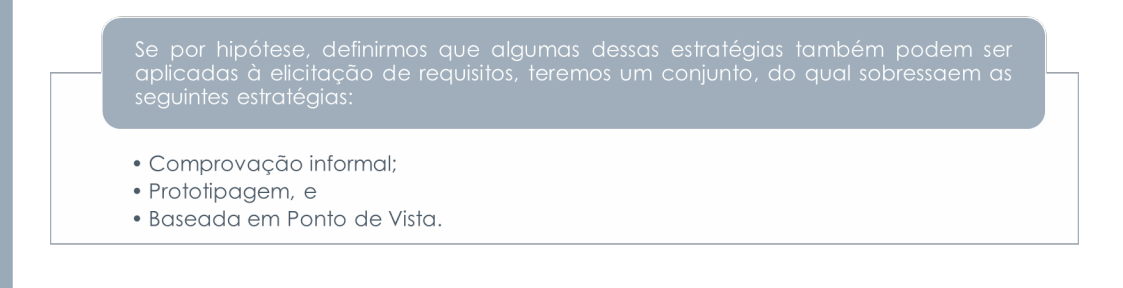 Se por hipótese, definirmos que algumas dessas estratégias também podem ser
aplicadas à elicitação de requisitos, teremos um conjunto, do qual sobressaem as
seguintes estratégias:
• Comprovação informal;
• Prototipagem, e
• Baseada em Ponto de Vista.